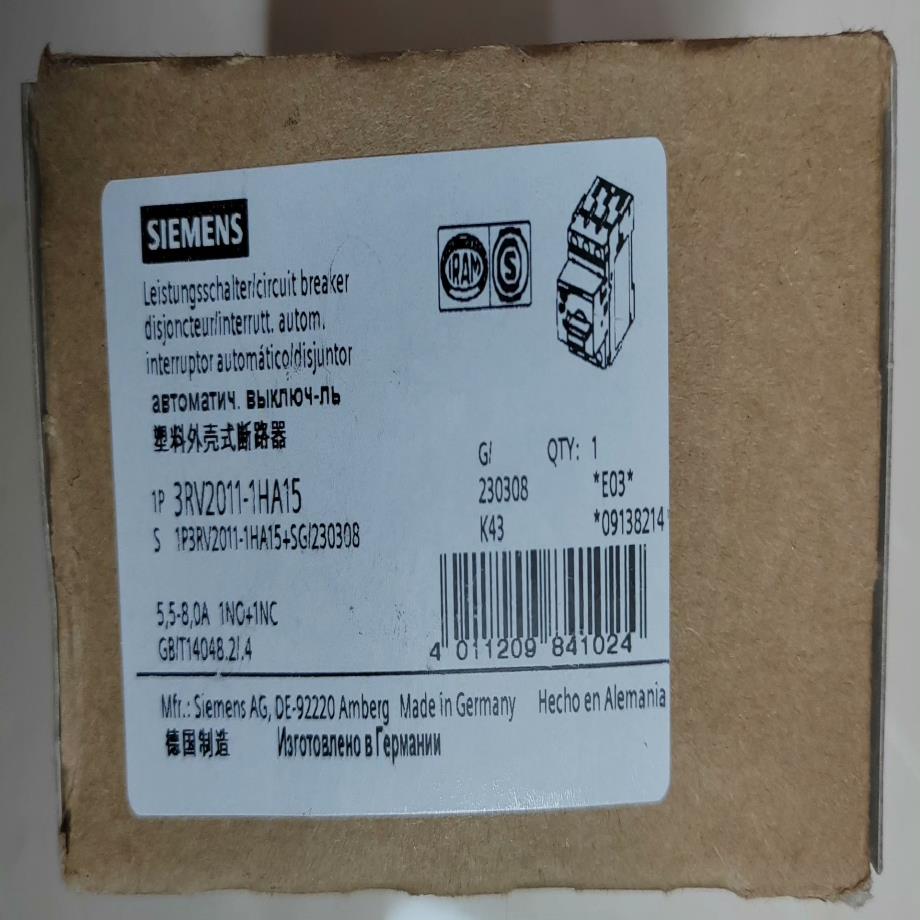 SIEMENS
IRAM S
Leistungsschalter/circuit breaker
disjoncteur/interrutt. autom.
interruptor automático/disjuntor
автоматич. выключ-ль
塑料外壳式断路器
G/ QTY: 1
1P 3RV2011-1HA15 230308 *E03*
S 1P3RV2011-1HA15+SG/230308 K43 *09138214
5,5-8,0A 1NO+1NC
GB/T14048.2/.4
4 011209 841024
Mfr.: Siemens AG, DE-92220 Amberg Made in Germany Hecho en Alemania
德国制造 Изготовлено в Германии